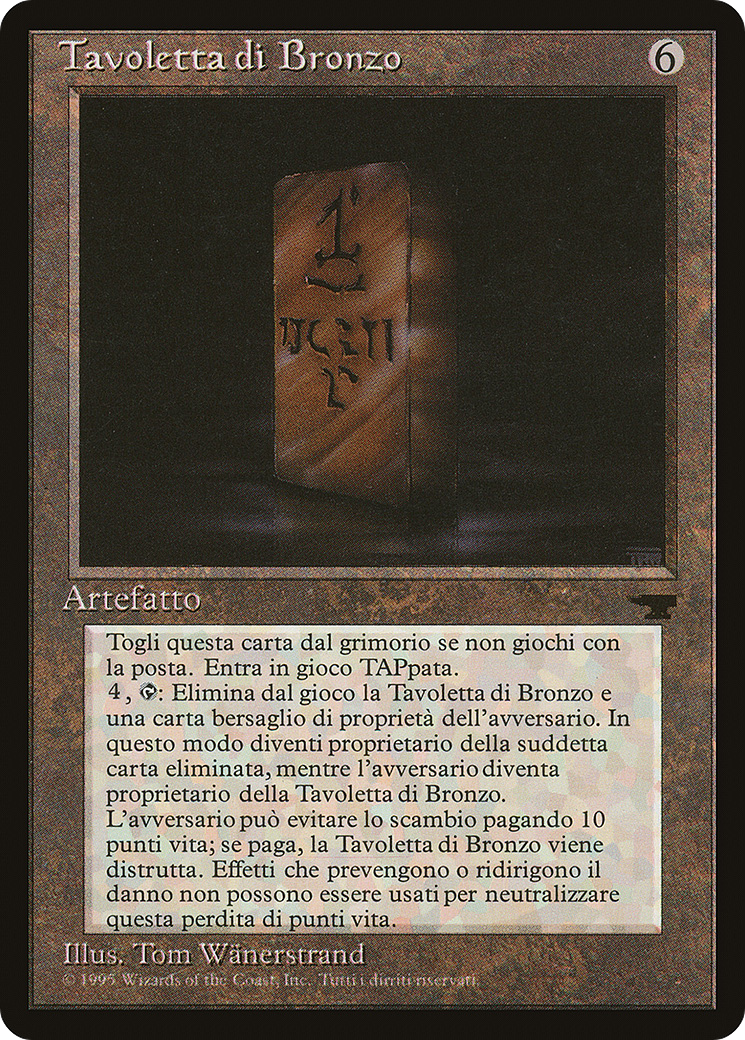 Tavoletta di Bronzo
6
Artefatto
Togli questa carta dal grimorio se non giochi con
la posta. Entra in gioco TAPpata.
4, : Elimina dal gioco la Tavoletta di Bronzo e
una carta bersaglio di proprietà dell'avversario. In
questo modo diventi proprietario della suddetta
carta eliminata, mentre l'avversario diventa
proprietario della Tavoletta di Bronzo.
L'avversario può evitare lo scambio pagando 10
punti vita; se paga, la Tavoletta di Bronzo viene
distrutta. Effetti che prevengono o ridirigono il
danno non possono essere usati per neutralizzare
questa perdita di punti vita.
Illus. Tom Wänerstrand
© 1995 Wizards of the Coast, Inc. Tutti i dirriti riservati